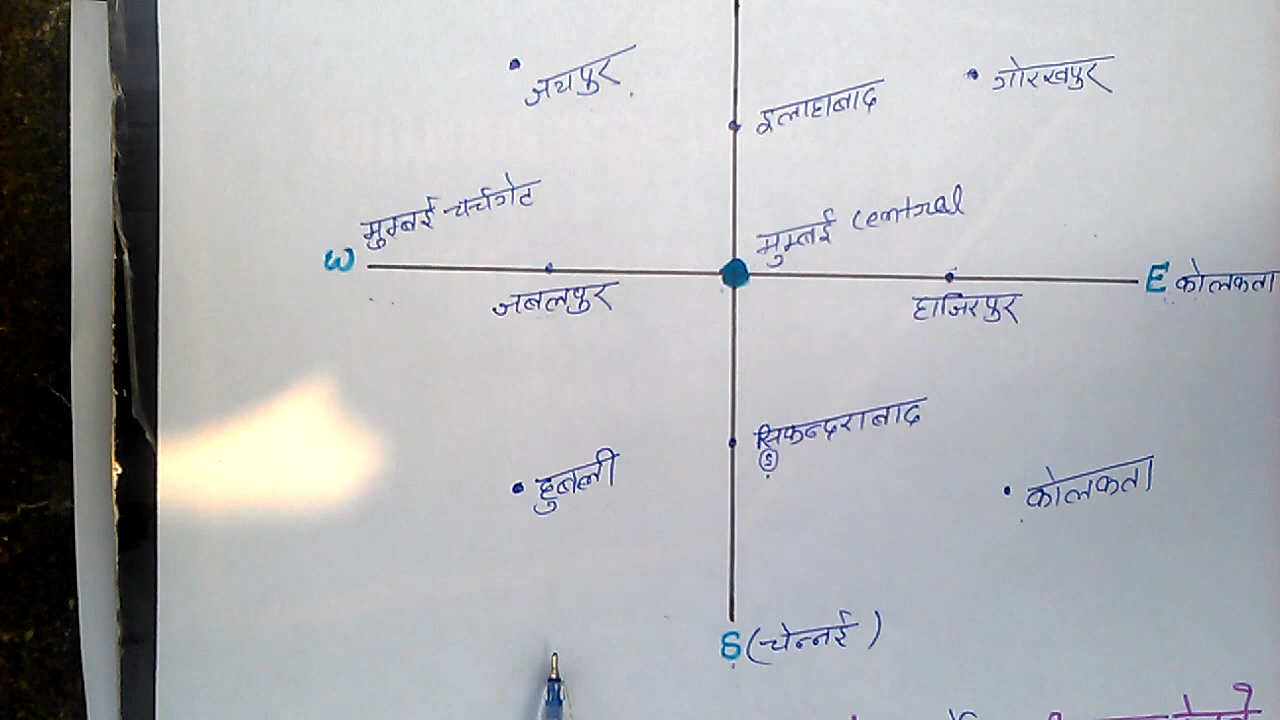 जयपुर
गोरखपुर
इलाहाबाद
मुम्बई चर्चगेट
मुम्बई Central
W
E कोलकता
जबलपुर
हाजिरपुर
सिकन्दराबाद
S
हुबली
कोलकता
S (चेन्नई)